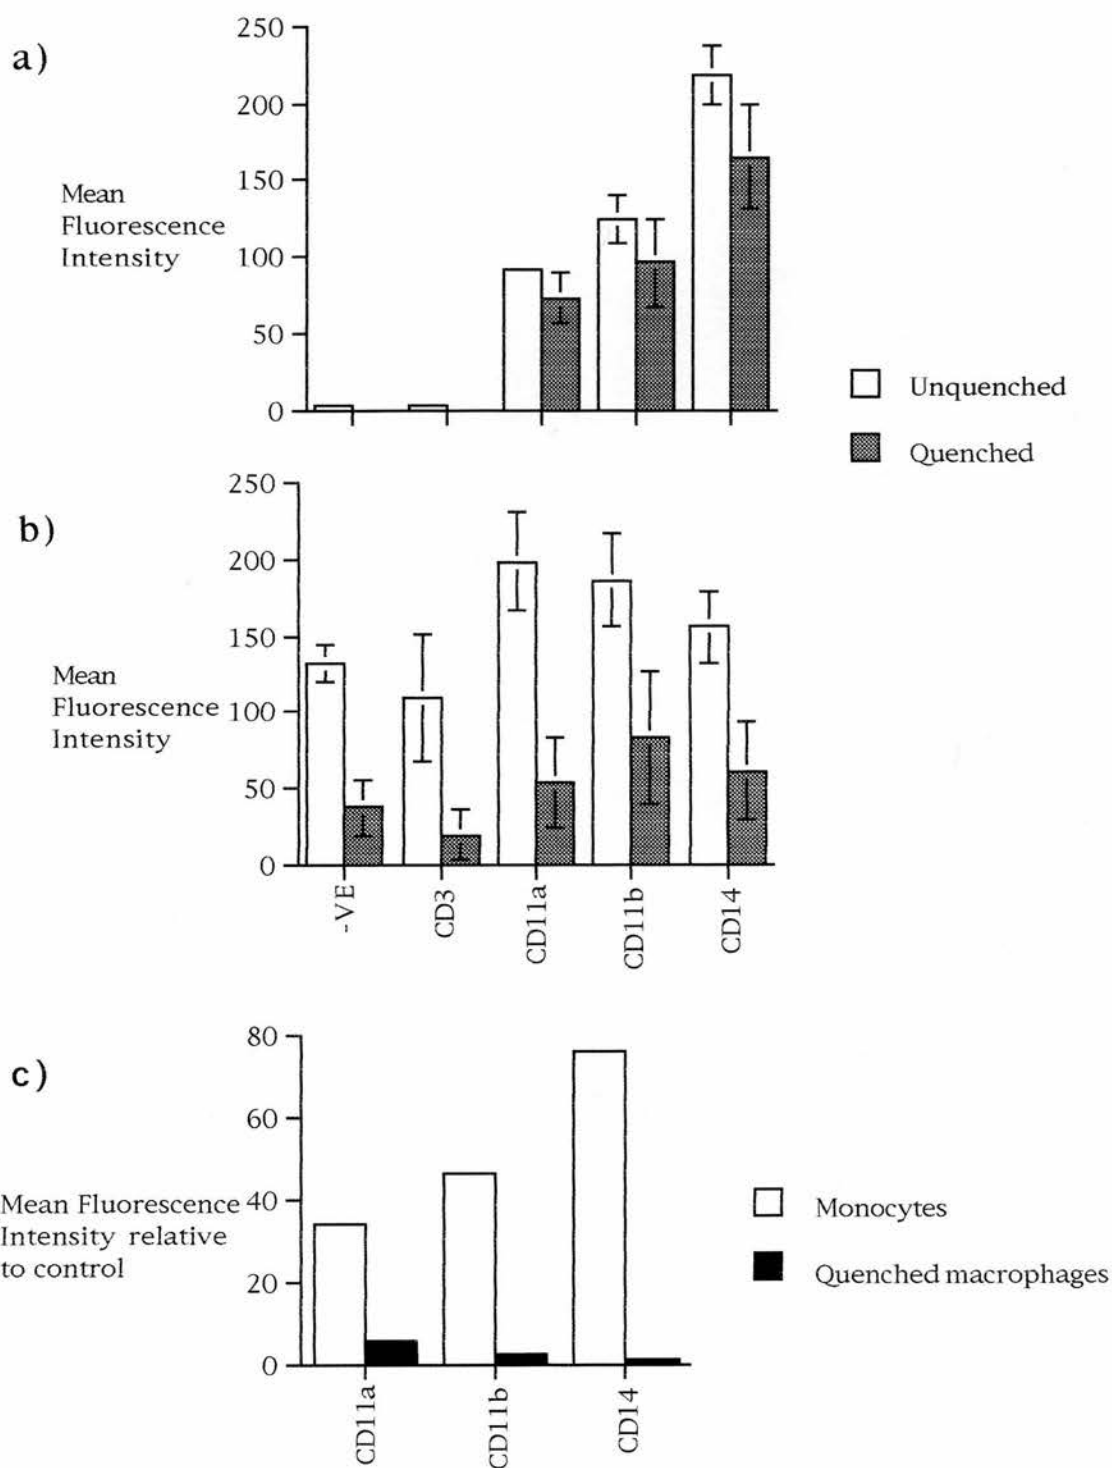 a)
250
200
150
100
50
0
Mean
Fluorescence
Intensity
Unquenched
Quenched
b)
250
200
150
100
50
0
Mean
Fluorescence
Intensity
-VE
CD3
CD11a
CD11b
CD14
c)
80
60
40
20
0
Mean Fluorescence
Intensity relative
to control
Monocytes
Quenched macrophages
CD11a
CD11b
CD14